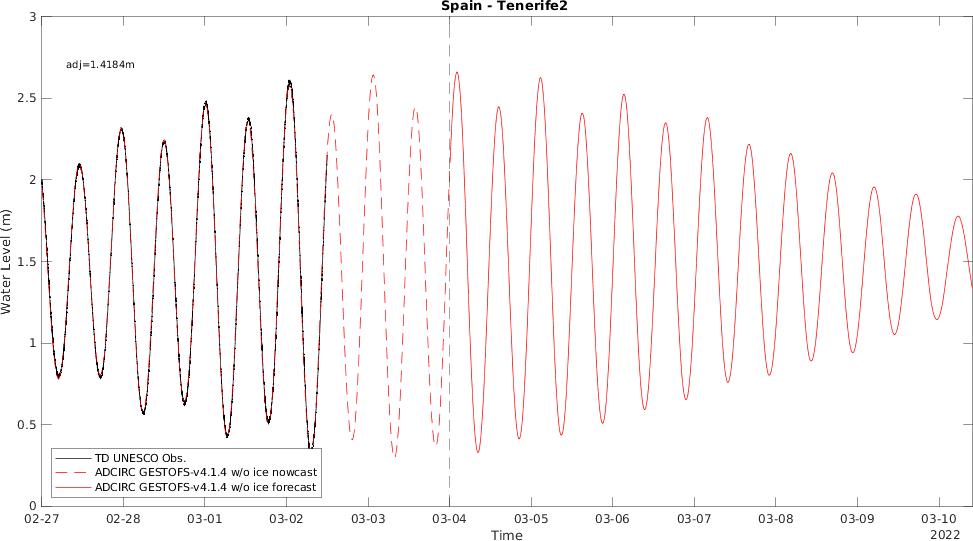 Spain - Tenerife2
adj=1.4184m
Water Level (m)
3
2.5
2
1.5
1
0.5
0
TD UNESCO Obs.
ADCIRC GESTOFS-v4.1.4 w/o ice nowcast
ADCIRC GESTOFS-v4.1.4 w/o ice forecast
02-27 02-28 03-01 03-02 03-03 03-04 03-05 03-06 03-07 03-08 03-09 03-10
2022
Time